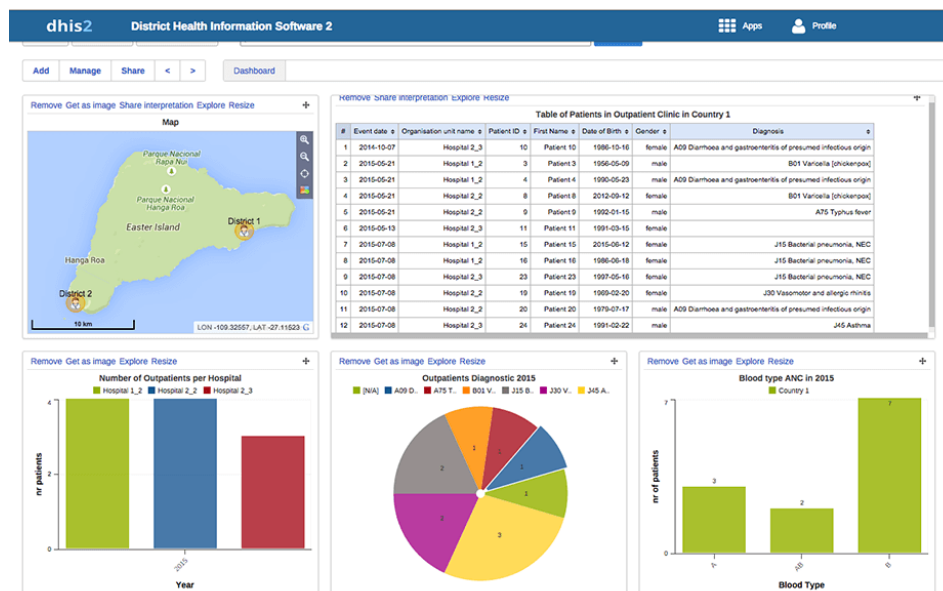 dhis2 District Health Information Software 2 Apps Profile
Add Manage Share < > Dashboard
Remove Get as image Share interpretation Explore Resize
Map
Parque Nacional
Rapa Nui
Parque Nacional
Hanga Roa
Easter Island
District 1
Hanga Roa
District 2
10 km
LON -109.32557, LAT -27.11523 G
Remove Share interpretation Explore Resize
Table of Patients in Outpatient Clinic in Country 1
# Event date Organisation unit name Patient ID First Name Date of Birth Gender Diagnosis
1 2014-10-07 Hospital 2_3 10 Patient 10 1986-10-16 female A09 Diarrhoea and gastroenteritis of presumed infectious origin
2 2015-05-21 Hospital 1_2 3 Patient 3 1956-05-09 male B01 Varicella [chickenpox]
3 2015-05-21 Hospital 1_2 4 Patient 4 1990-05-23 male A09 Diarrhoea and gastroenteritis of presumed infectious origin
4 2015-05-21 Hospital 2_2 8 Patient 8 2012-09-12 female B01 Varicella [chickenpox]
5 2015-05-21 Hospital 2_2 9 Patient 9 1992-01-15 male A75 Typhus fever
6 2015-05-13 Hospital 2_3 11 Patient 11 1991-03-15 female
7 2015-07-08 Hospital 1_2 15 Patient 15 2015-06-12 female J15 Bacterial pneumonia, NEC
8 2015-07-08 Hospital 1_2 16 Patient 16 1986-06-18 female J15 Bacterial pneumonia, NEC
9 2015-07-08 Hospital 2_3 23 Patient 23 1997-05-16 female J15 Bacterial pneumonia, NEC
10 2015-07-08 Hospital 2_2 19 Patient 19 1969-02-20 female J30 Vasomotor and allergic rhinitis
11 2015-07-08 Hospital 2_2 20 Patient 20 1979-07-17 male A09 Diarrhoea and gastroenteritis of presumed infectious origin
12 2015-07-08 Hospital 2_3 24 Patient 24 1991-02-22 male J45 Asthma
Remove Get as image Explore Resize
Number of Outpatients per Hospital
Hospital 1_2 Hospital 2_2 Hospital 2_3
4
2
0
nr patients
2015
Year
Remove Get as image Explore Resize
Outpatients Diagnostic 2015
[N/A] A09 D.. A75 T.. B01 V.. J15 B.. J30 V.. J45 A..
1
1
1
1
2
2
3
Remove Get as image Explore Resize
Blood type ANC in 2015
Country 1
7
0
nr of patients
3
2
7
A AB B
Blood Type